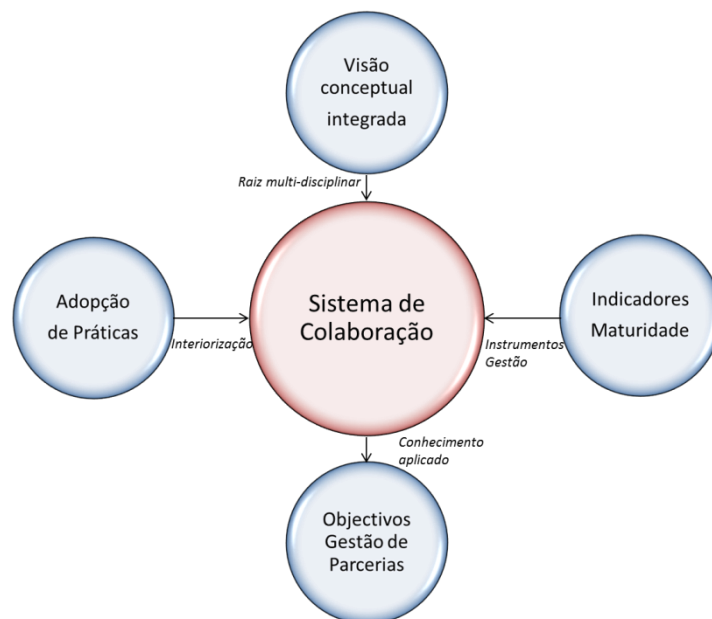 Visão
conceptual
integrada
Raiz multi-disciplinar
Adopção
de Práticas
Interiorização
Sistema de
Colaboração
Instrumentos
Gestão
Indicadores
Maturidade
Conhecimento
aplicado
Objectivos
Gestão de
Parcerias